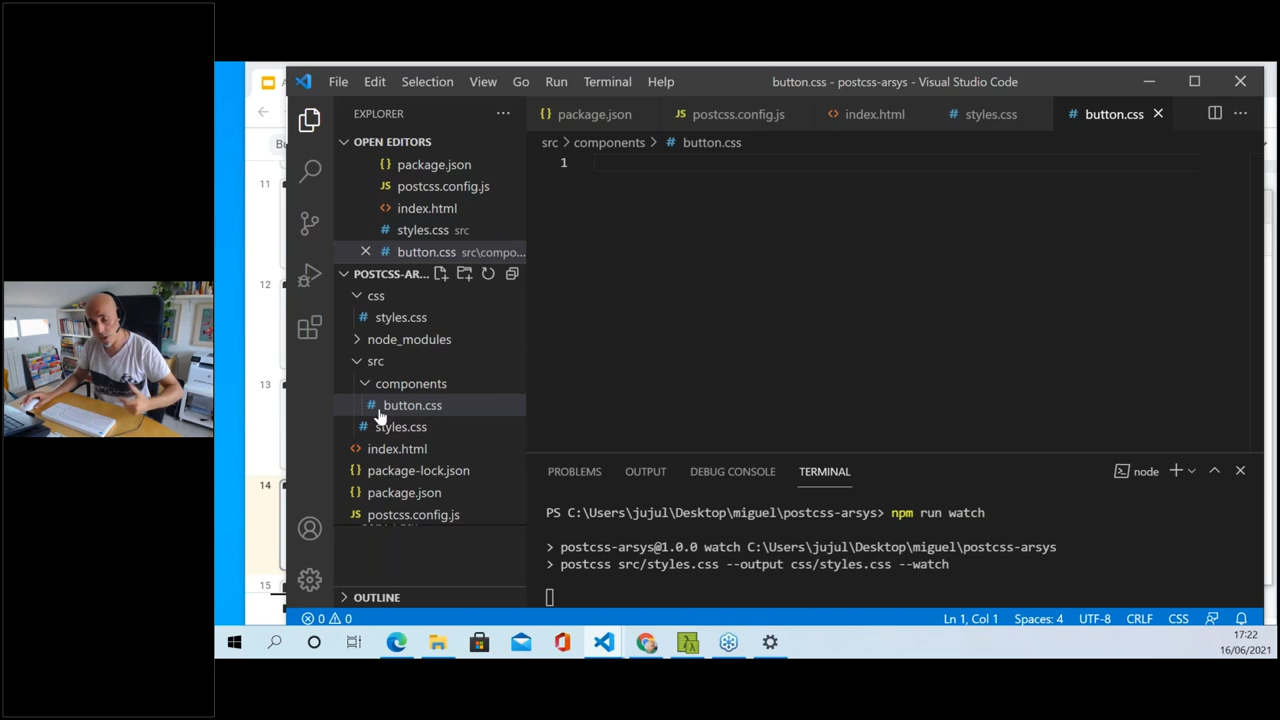 File Edit Selection View Go Run Terminal Help
button.css - postcss-arsys - Visual Studio Code
EXPLORER
OPEN EDITORS
package.json
postcss.config.js
index.html
styles.css src
button.css src\compo...
POSTCSS-AR...
css
styles.css
node_modules
src
components
button.css
styles.css
index.html
package-lock.json
package.json
postcss.config.js
OUTLINE
package.json
JS postcss.config.js
index.html
styles.css
button.css
src > components > # button.css
1
PROBLEMS OUTPUT DEBUG CONSOLE TERMINAL
node
PS C:\Users\jujul\Desktop\miguel\postcss-arsys> npm run watch
> postcss-arsys@1.0.0 watch C:\Users\jujul\Desktop\miguel\postcss-arsys
> postcss src/styles.css --output css/styles.css --watch
0 0
Ln 1, Col 1 Spaces: 4 UTF-8 CRLF CSS
11
12
13
14
15
17:22
16/06/2021